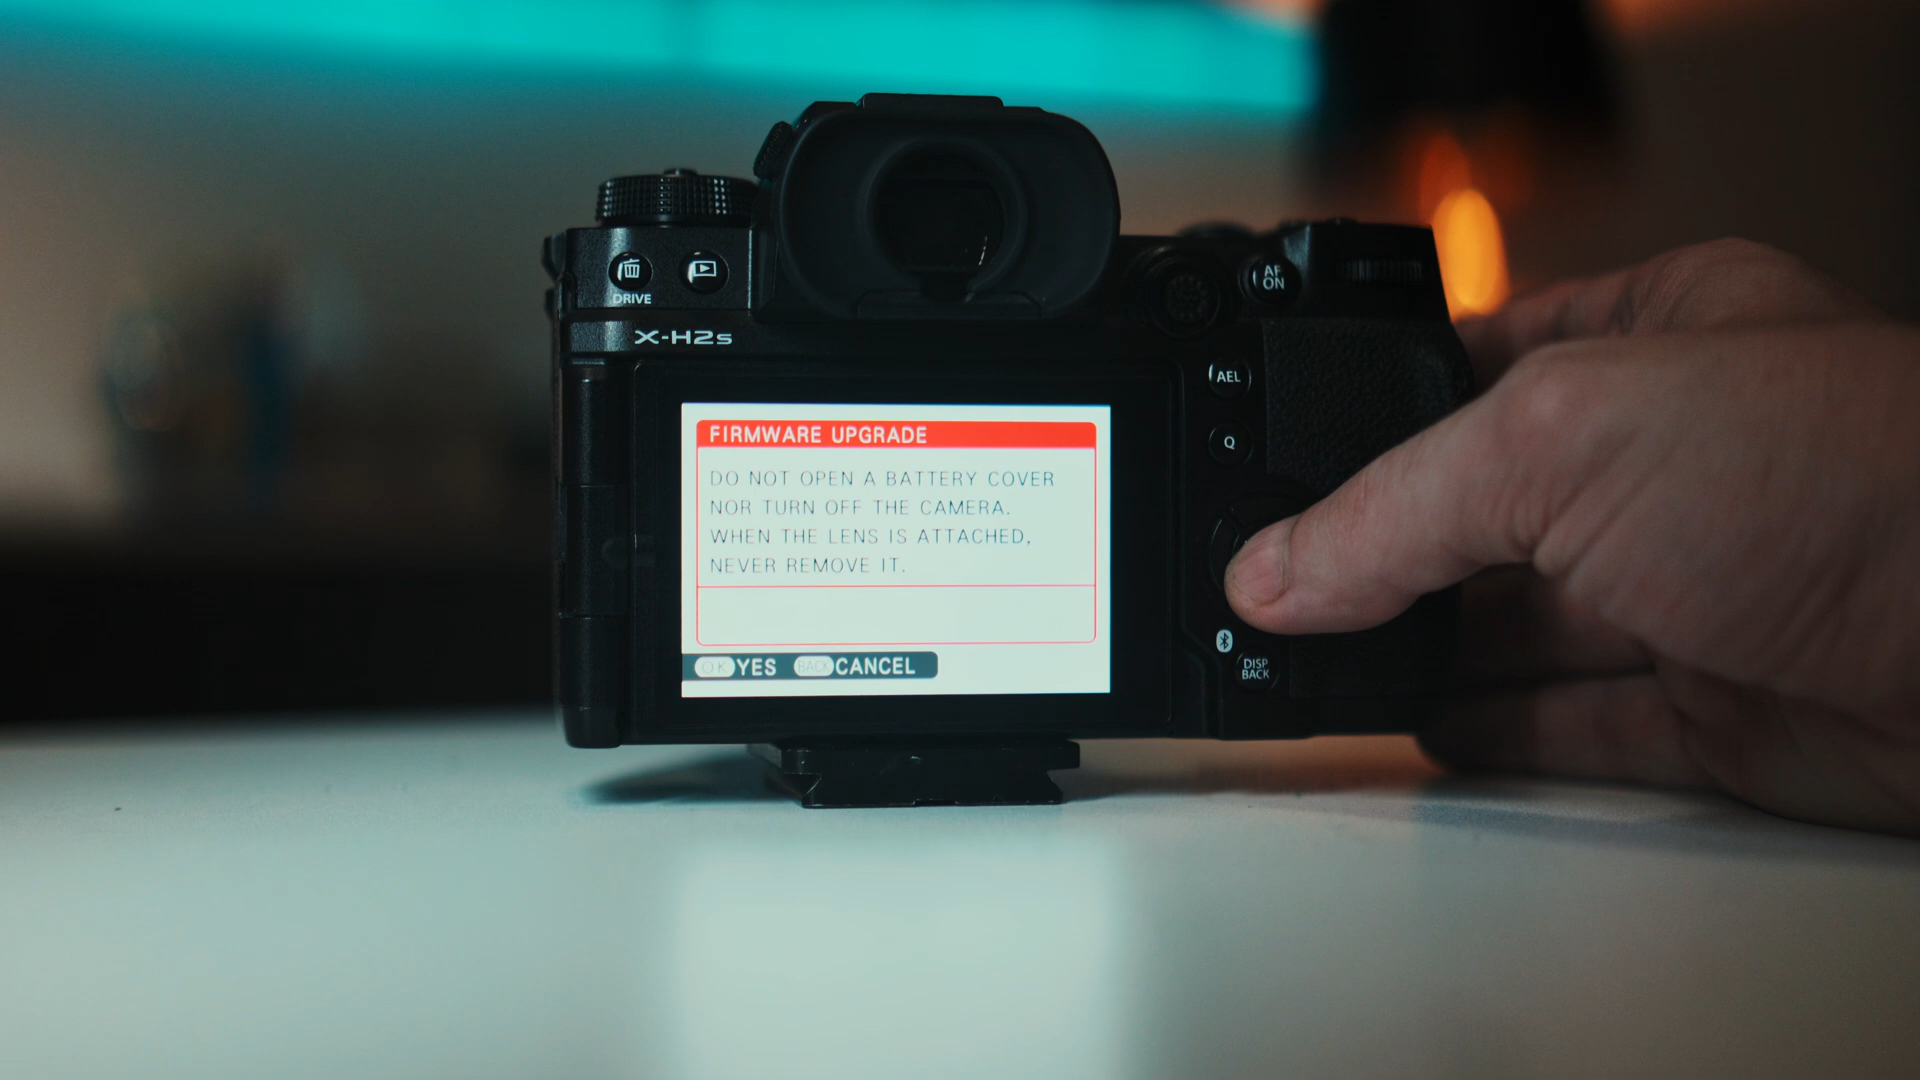 DRIVE
AF
ON
X-H2S
AEL
Q
FIRMWARE UPGRADE
DO NOT OPEN A BATTERY COVER
NOR TURN OFF THE CAMERA.
WHEN THE LENS IS ATTACHED,
NEVER REMOVE IT.
OK YES BACK CANCEL
DISP
BACK